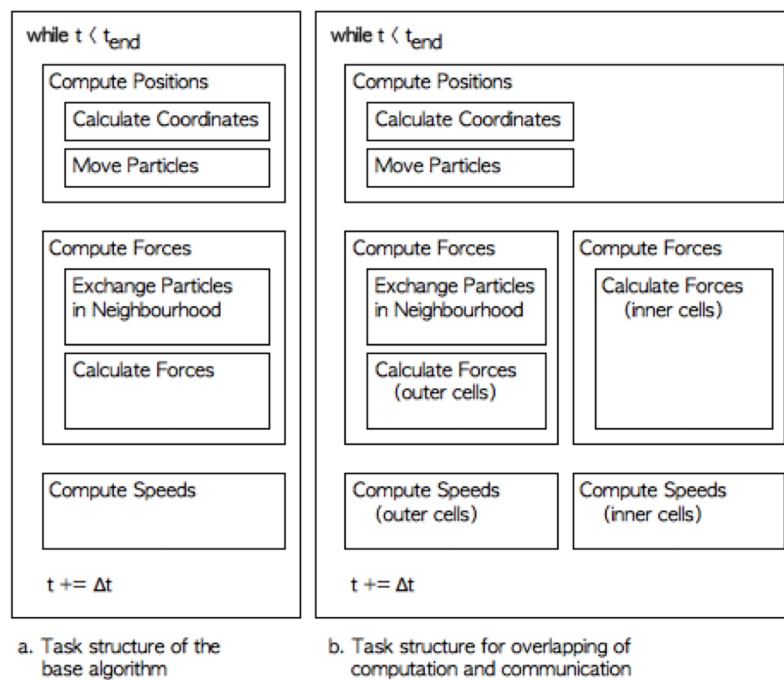 while t < t_end
Compute Positions
Calculate Coordinates
Move Particles
Compute Forces
Exchange Particles
in Neighbourhood
Calculate Forces
Compute Speeds
t += Δt
a. Task structure of the
base algorithm
while t < t_end
Compute Positions
Calculate Coordinates
Move Particles
Compute Forces
Exchange Particles
in Neighbourhood
Calculate Forces
(outer cells)
Compute Forces
Calculate Forces
(inner cells)
Compute Speeds
(outer cells)
Compute Speeds
(inner cells)
t += Δt
b. Task structure for overlapping of
computation and communication